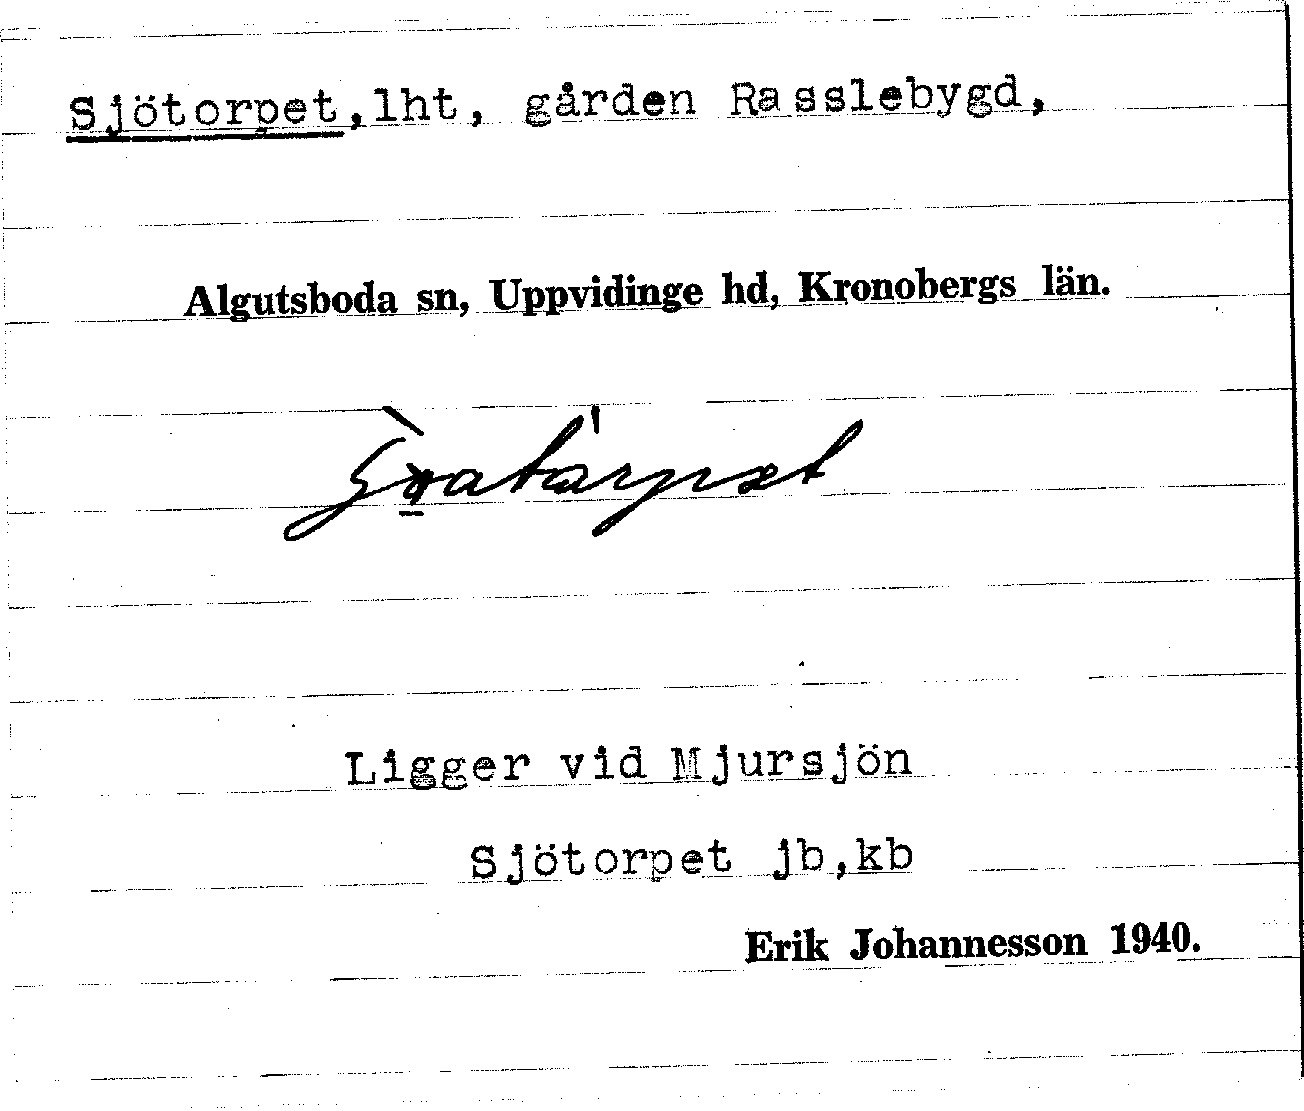 Sjötorpet,lht, gården Rasslebygd,
Algutsboda sn, Uppvidinge hd, Kronobergs län.
Ligger vid Mjursjön
Sjötorpet jb,kb
Erik Johannesson 1940.